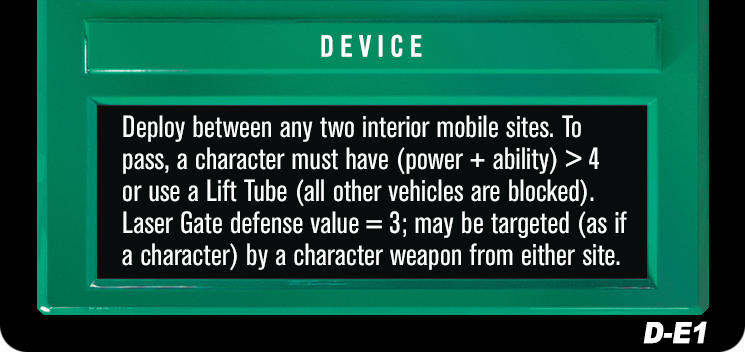 DEVICE
Deploy between any two interior mobile sites. To
pass, a character must have (power + ability) > 4
or use a Lift Tube (all other vehicles are blocked).
Laser Gate defense value = 3; may be targeted (as if
a character) by a character weapon from either site.
D-E1